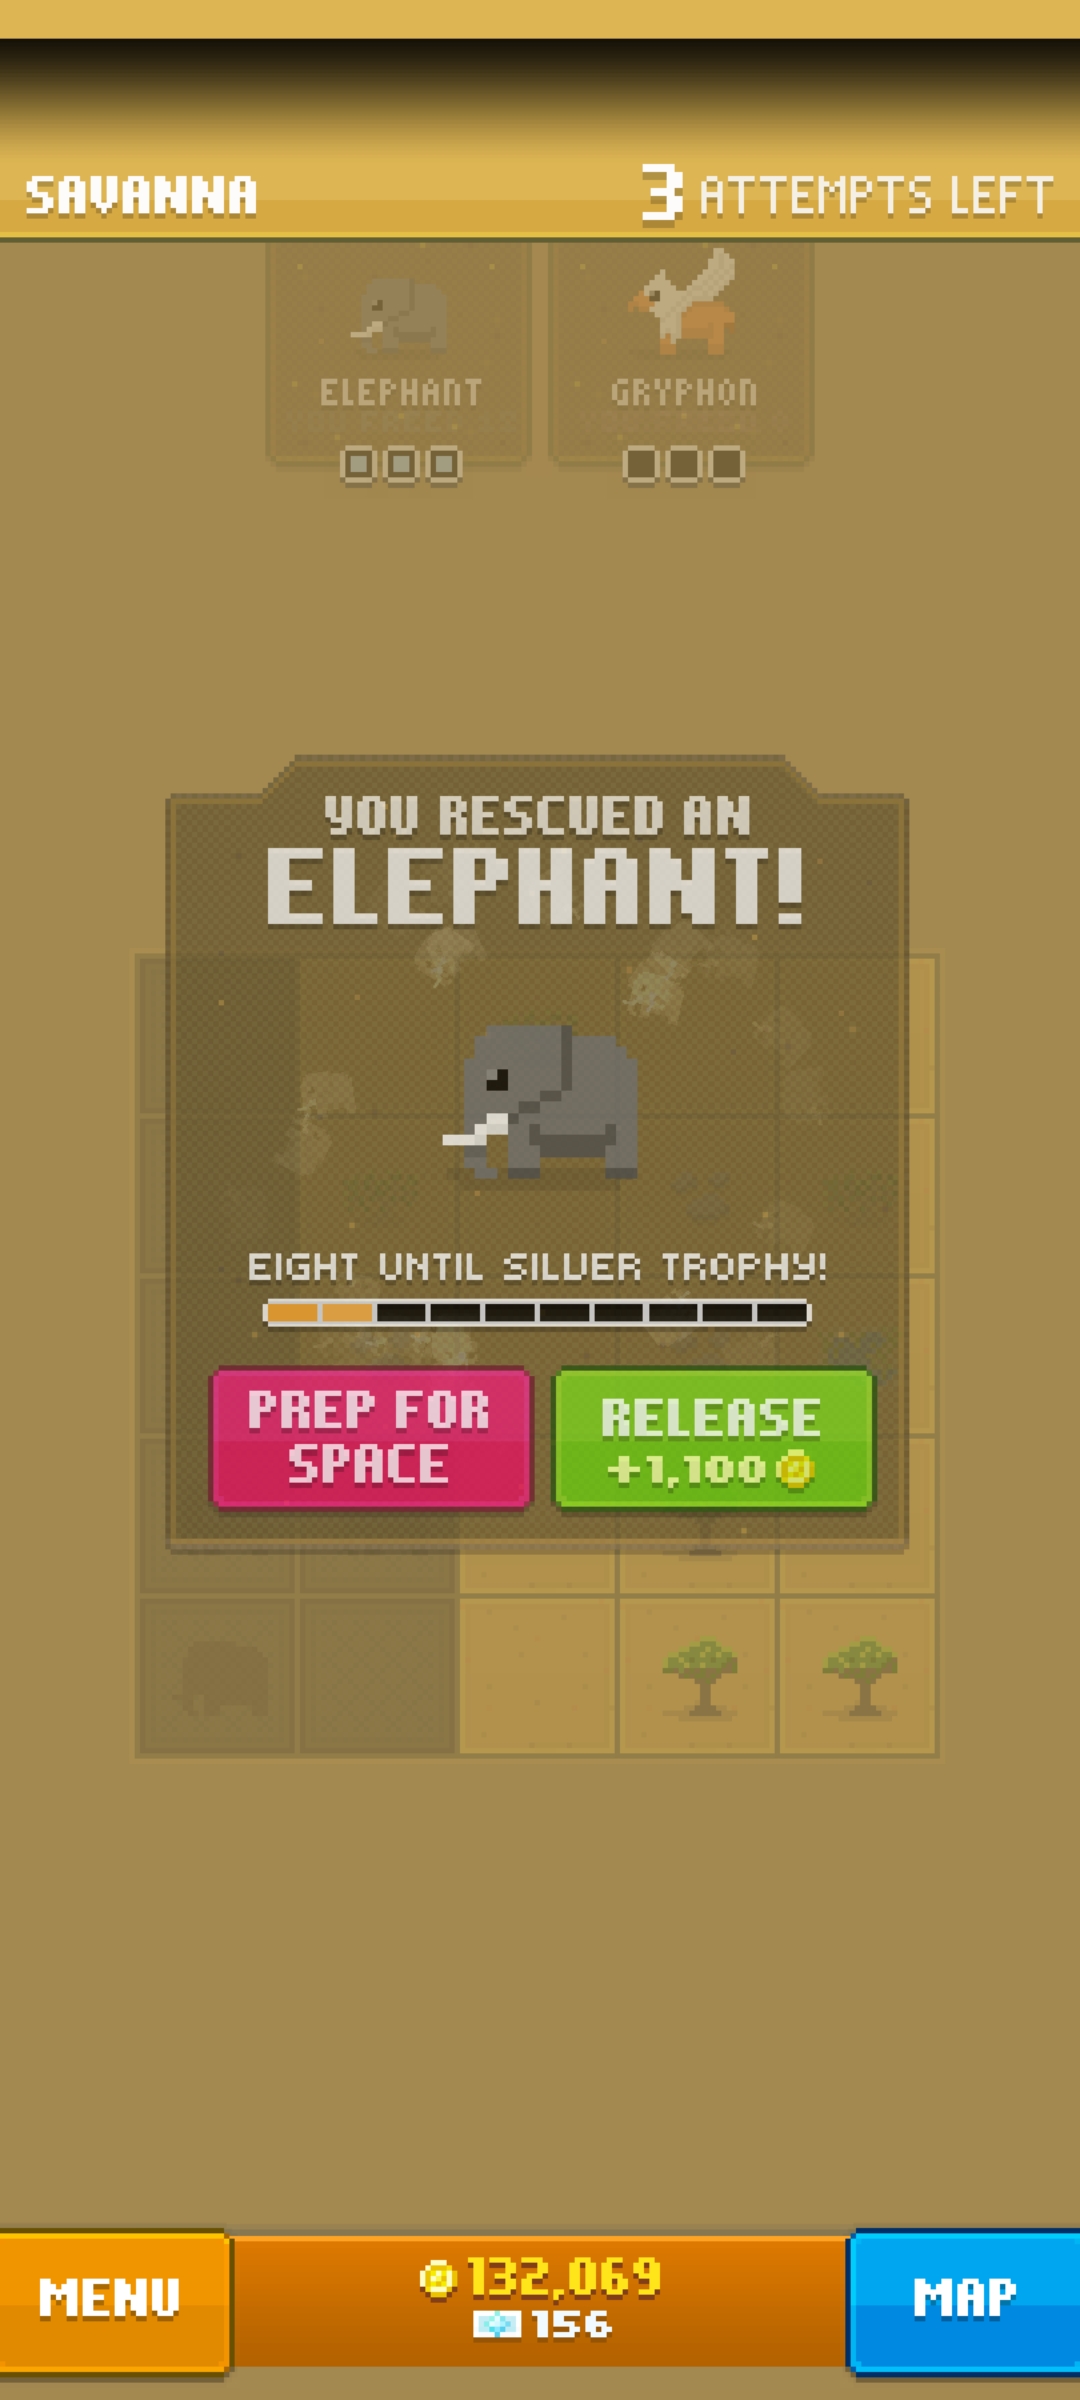 SAVANNA
3 ATTEMPTS LEFT
ELEPHANT
GRYPHON
YOU RESCUED AN
ELEPHANT!
EIGHT UNTIL SILVER TROPHY!
PREP FOR
SPACE
RELEASE
+1,100
MENU
132,069
156
MAP